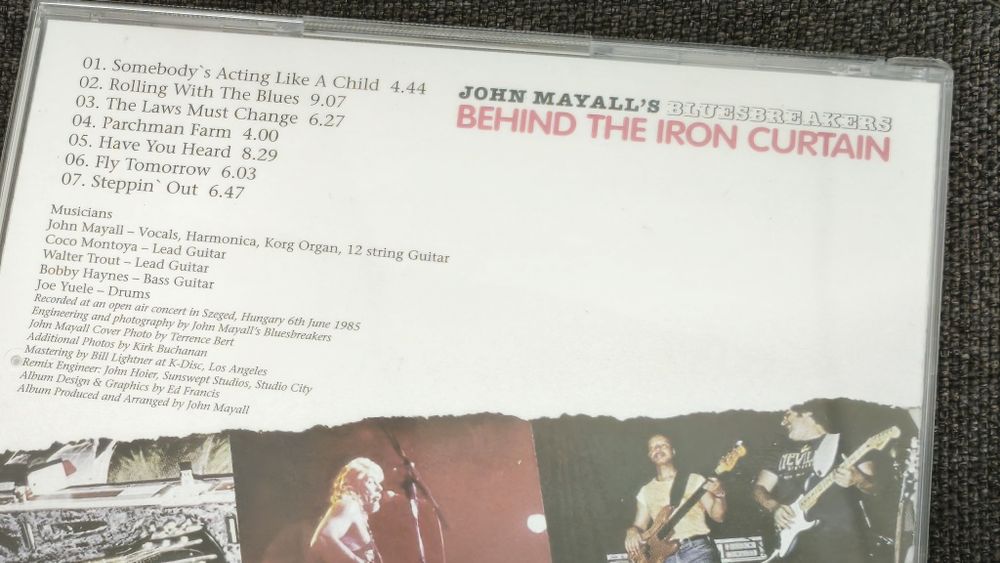 01. Somebody`s Acting Like A Child 4.44
02. Rolling With The Blues 9.07
03. The Laws Must Change 6.27
04. Parchman Farm 4.00
05. Have You Heard 8.29
06. Fly Tomorrow 6.03
07. Steppin` Out 6.47
JOHN MAYALL'S BLUESBREAKERS
BEHIND THE IRON CURTAIN
Musicians
John Mayall – Vocals, Harmonica, Korg Organ, 12 string Guitar
Coco Montoya – Lead Guitar
Walter Trout – Lead Guitar
Bobby Haynes – Bass Guitar
Joe Yuele – Drums
Recorded at an open air concert in Szeged, Hungary 6th June 1985
Engineering and photography by John Mayall's Bluesbreakers
John Mayall Cover Photo by Terrence Bert
Additional Photos by Kirk Buchanan
Mastering by Bill Lightner at K-Disc, Los Angeles
Remix Engineer: John Hoier, Sunswept Studios, Studio City
Album Design & Graphics by Ed Francis
Album Produced and Arranged by John Mayall